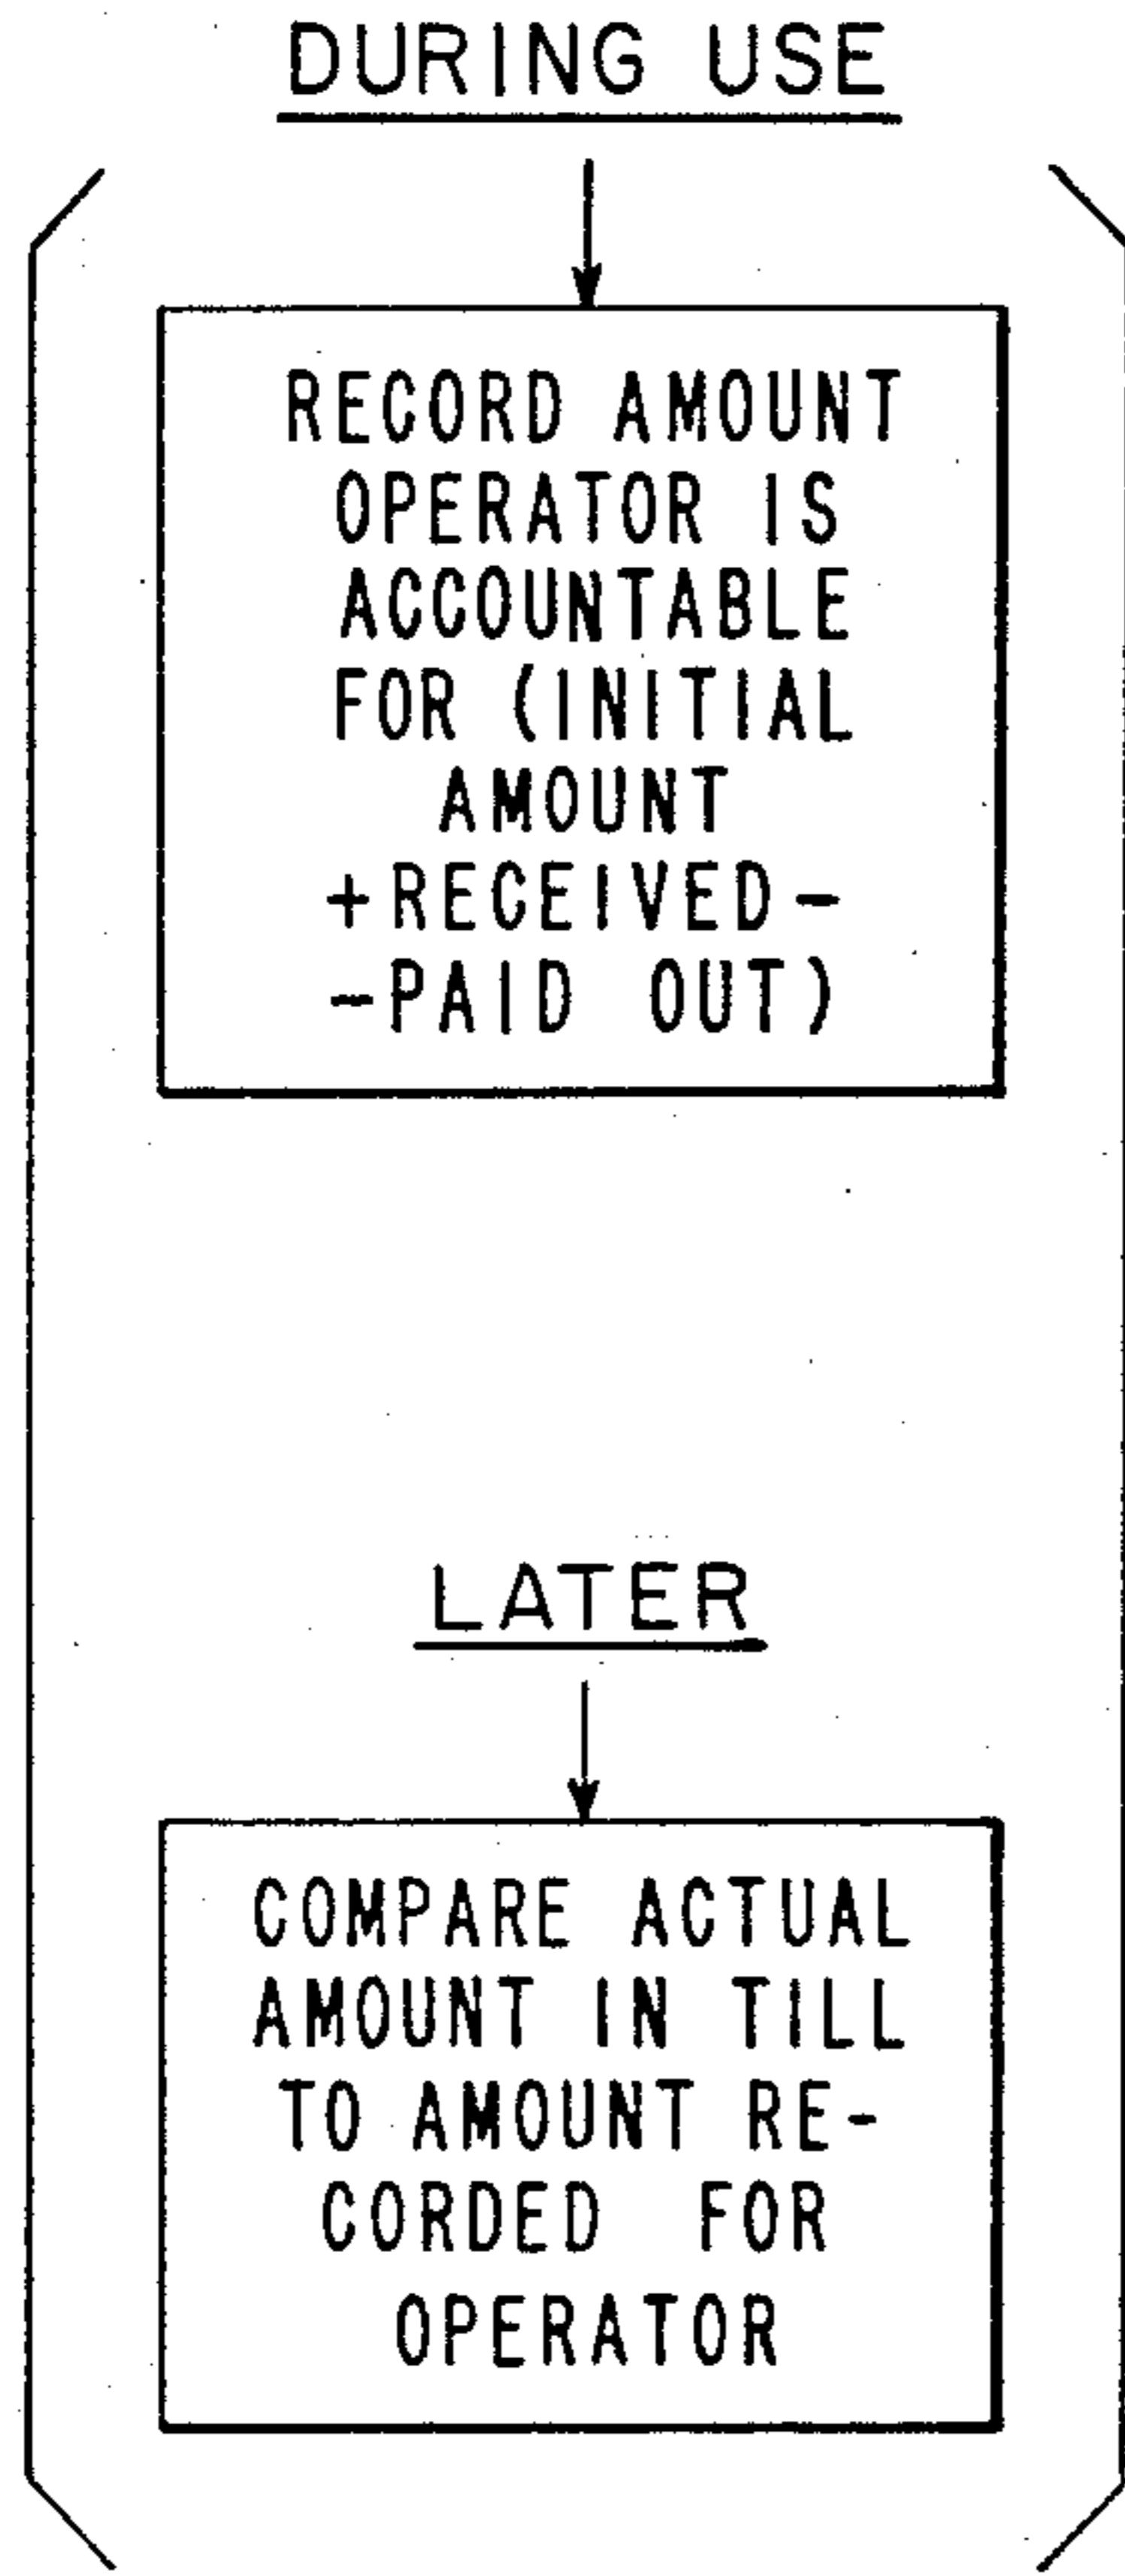 DURING USE
RECORD AMOUNT
OPERATOR IS
ACCOUNTABLE
FOR (INITIAL
AMOUNT
+RECEIVED-
-PAID OUT)
LATER
COMPARE ACTUAL
AMOUNT IN TILL
TO AMOUNT RE-
CORDED FOR
OPERATOR